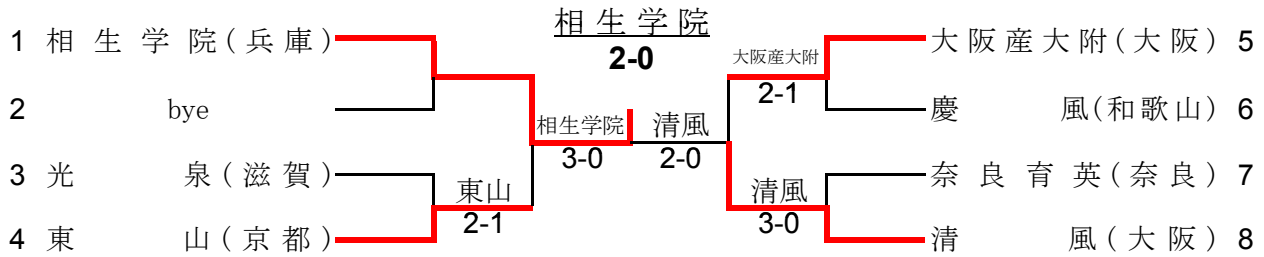 相生学院
2-0
1 相生学院(兵庫)
2 bye
3 光泉(滋賀)
4 東山(京都)
東山
2-1
相生学院
3-0
清風
2-0
大阪産大附
2-1
清風
3-0
大阪産大附(大阪) 5
慶風(和歌山) 6
奈良育英(奈良) 7
清風(大阪) 8